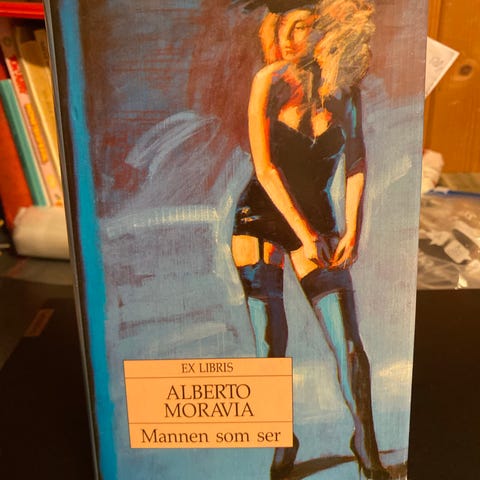 EX LIBRIS
ALBERTO
MORAVIA
Mannen som ser